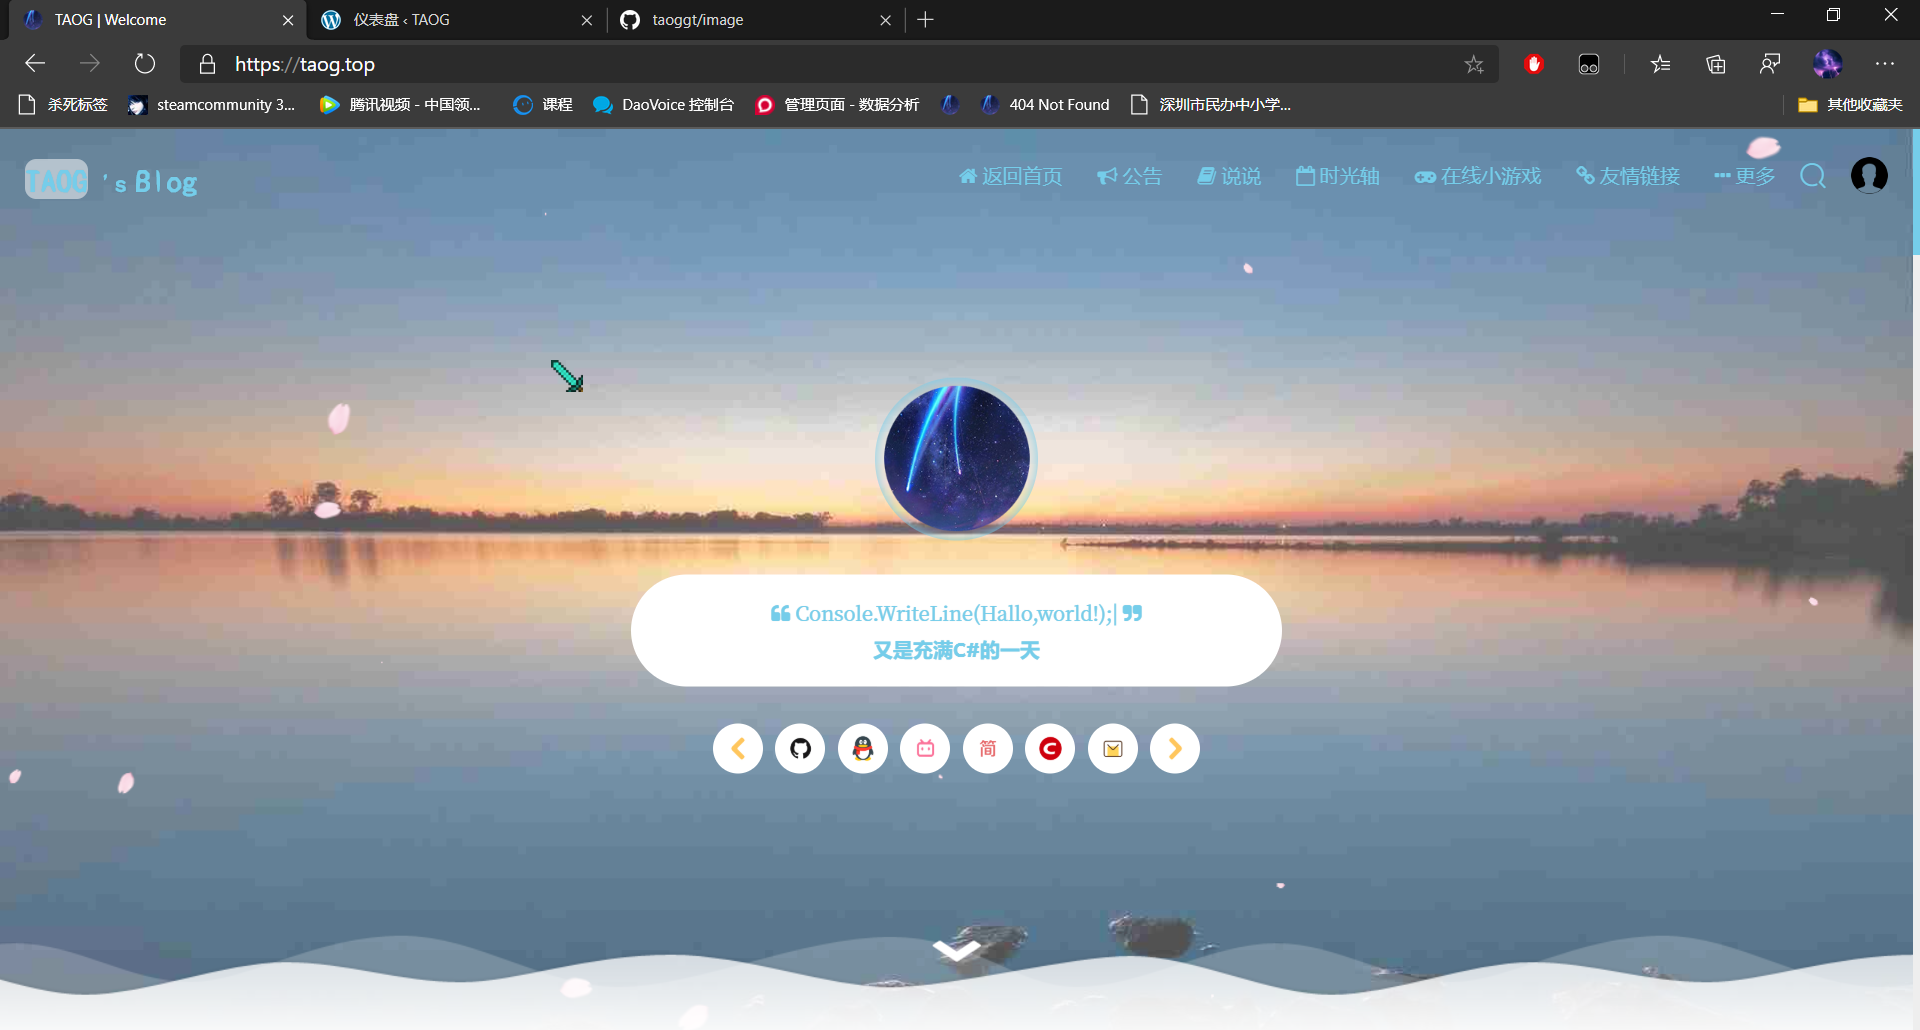 TAOG | Welcome
仪表盘 ‹ TAOG
taoggt/image
https://taog.top
杀死标签
steamcommunity 3...
腾讯视频 - 中国领...
课程
DaoVoice 控制台
管理页面 - 数据分析
404 Not Found
深圳市民办中小学...
其他收藏夹
TAOG 's Blog
返回首页
公告
说说
时光轴
在线小游戏
友情链接
更多
❝ Console.WriteLine(Hallo,world!);| ❞
又是充满C#的一天
简
C